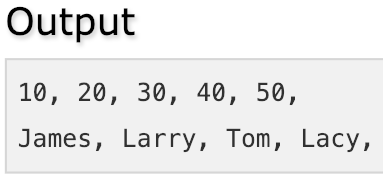 Output
10, 20, 30, 40, 50,
James, Larry, Tom, Lacy,